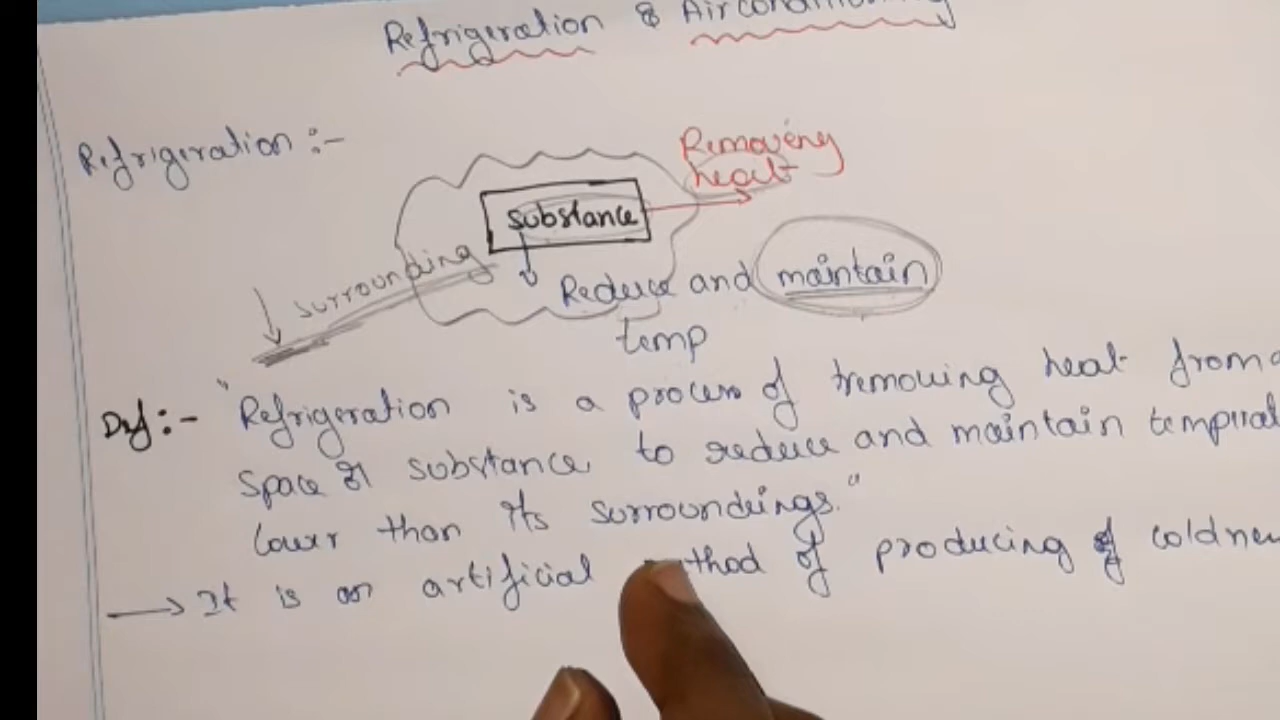 Refrigeration & Airconditioning
Refrigeration :-
Removing
heat
substance
surrounding
Reduce and maintain
temp
Def :- "Refrigeration is a process of removing heat from a
space or substance to reduce and maintain temperat
lower than its surroundings."
→ It is an artificial method of producing of coldnes